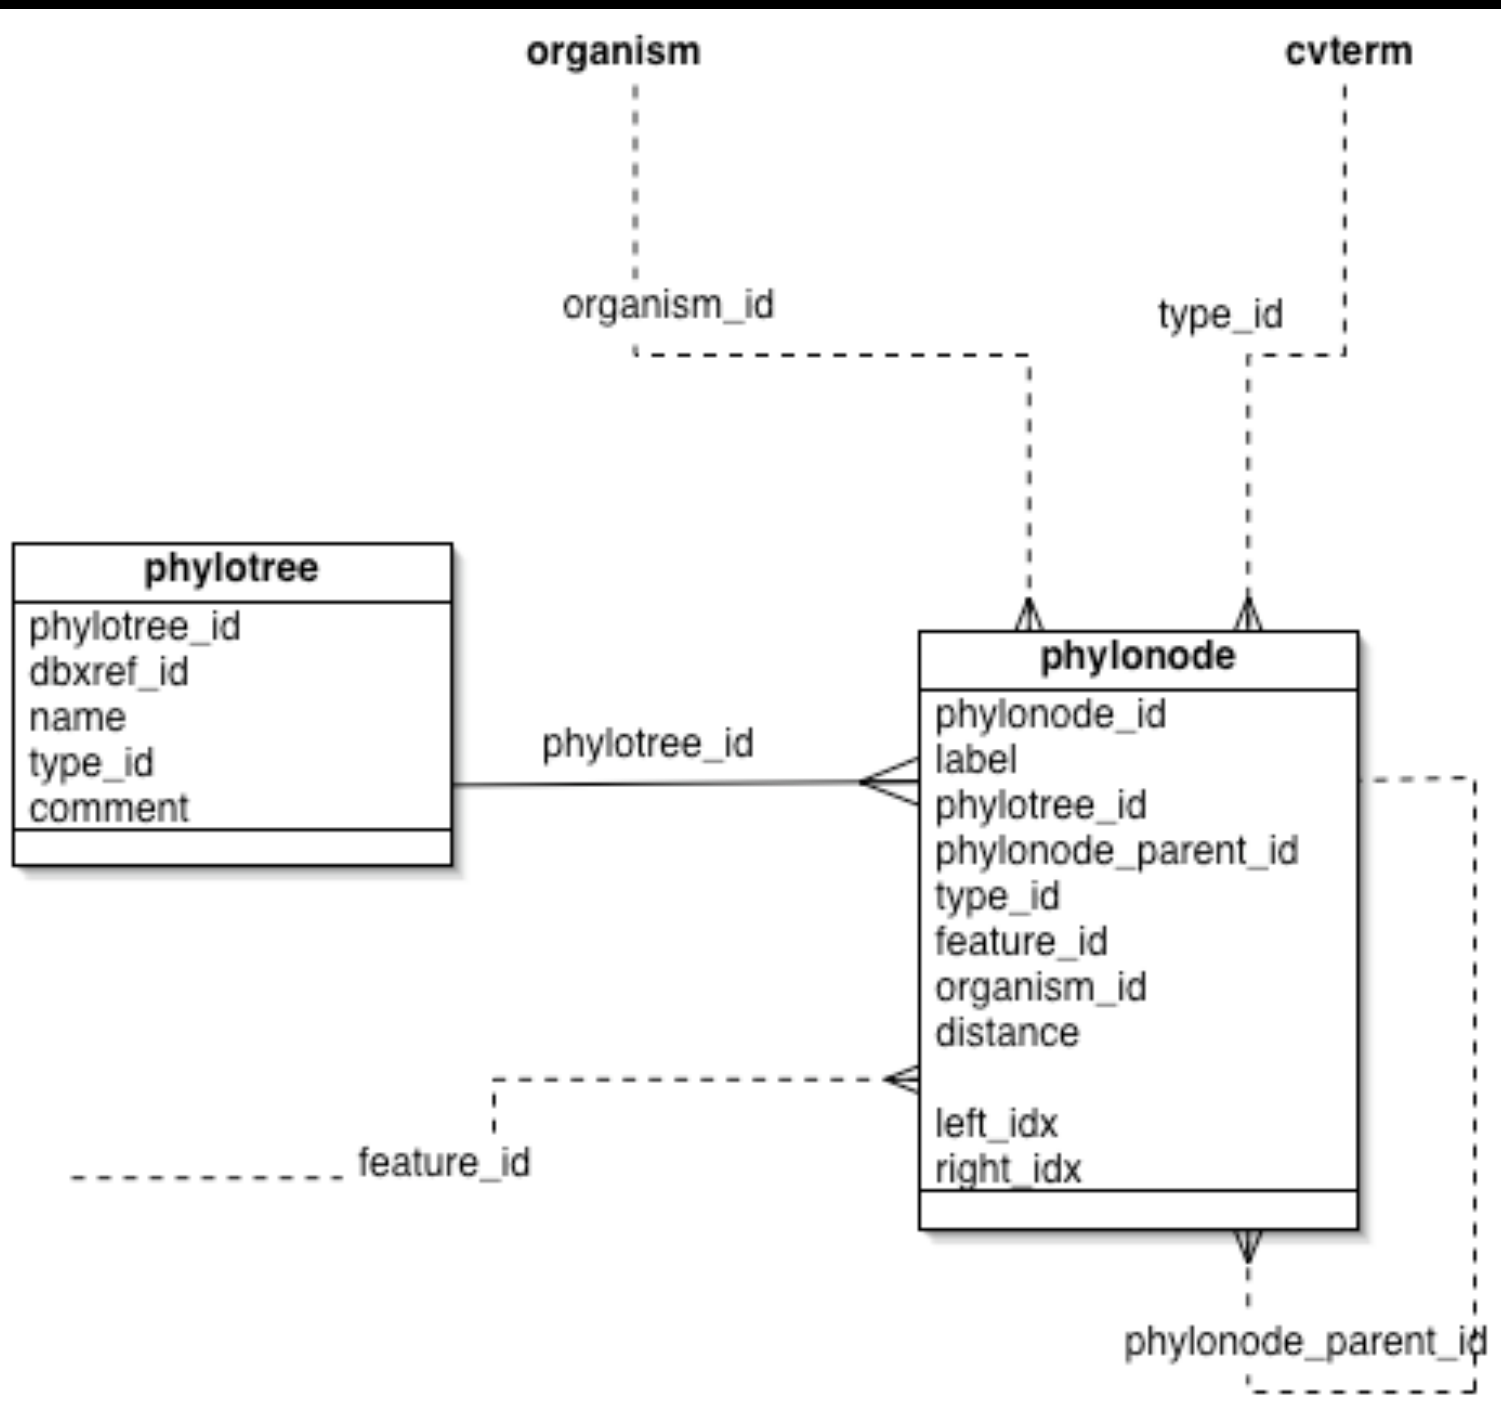 organism
cvterm
organism_id
type_id
phylotree
phylotree_id
dbxref_id
name
type_id
comment
phylotree_id
phylonode
phylonode_id
label
phylotree_id
phylonode_parent_id
type_id
feature_id
organism_id
distance
left_idx
right_idx
feature_id
phylonode_parent_id